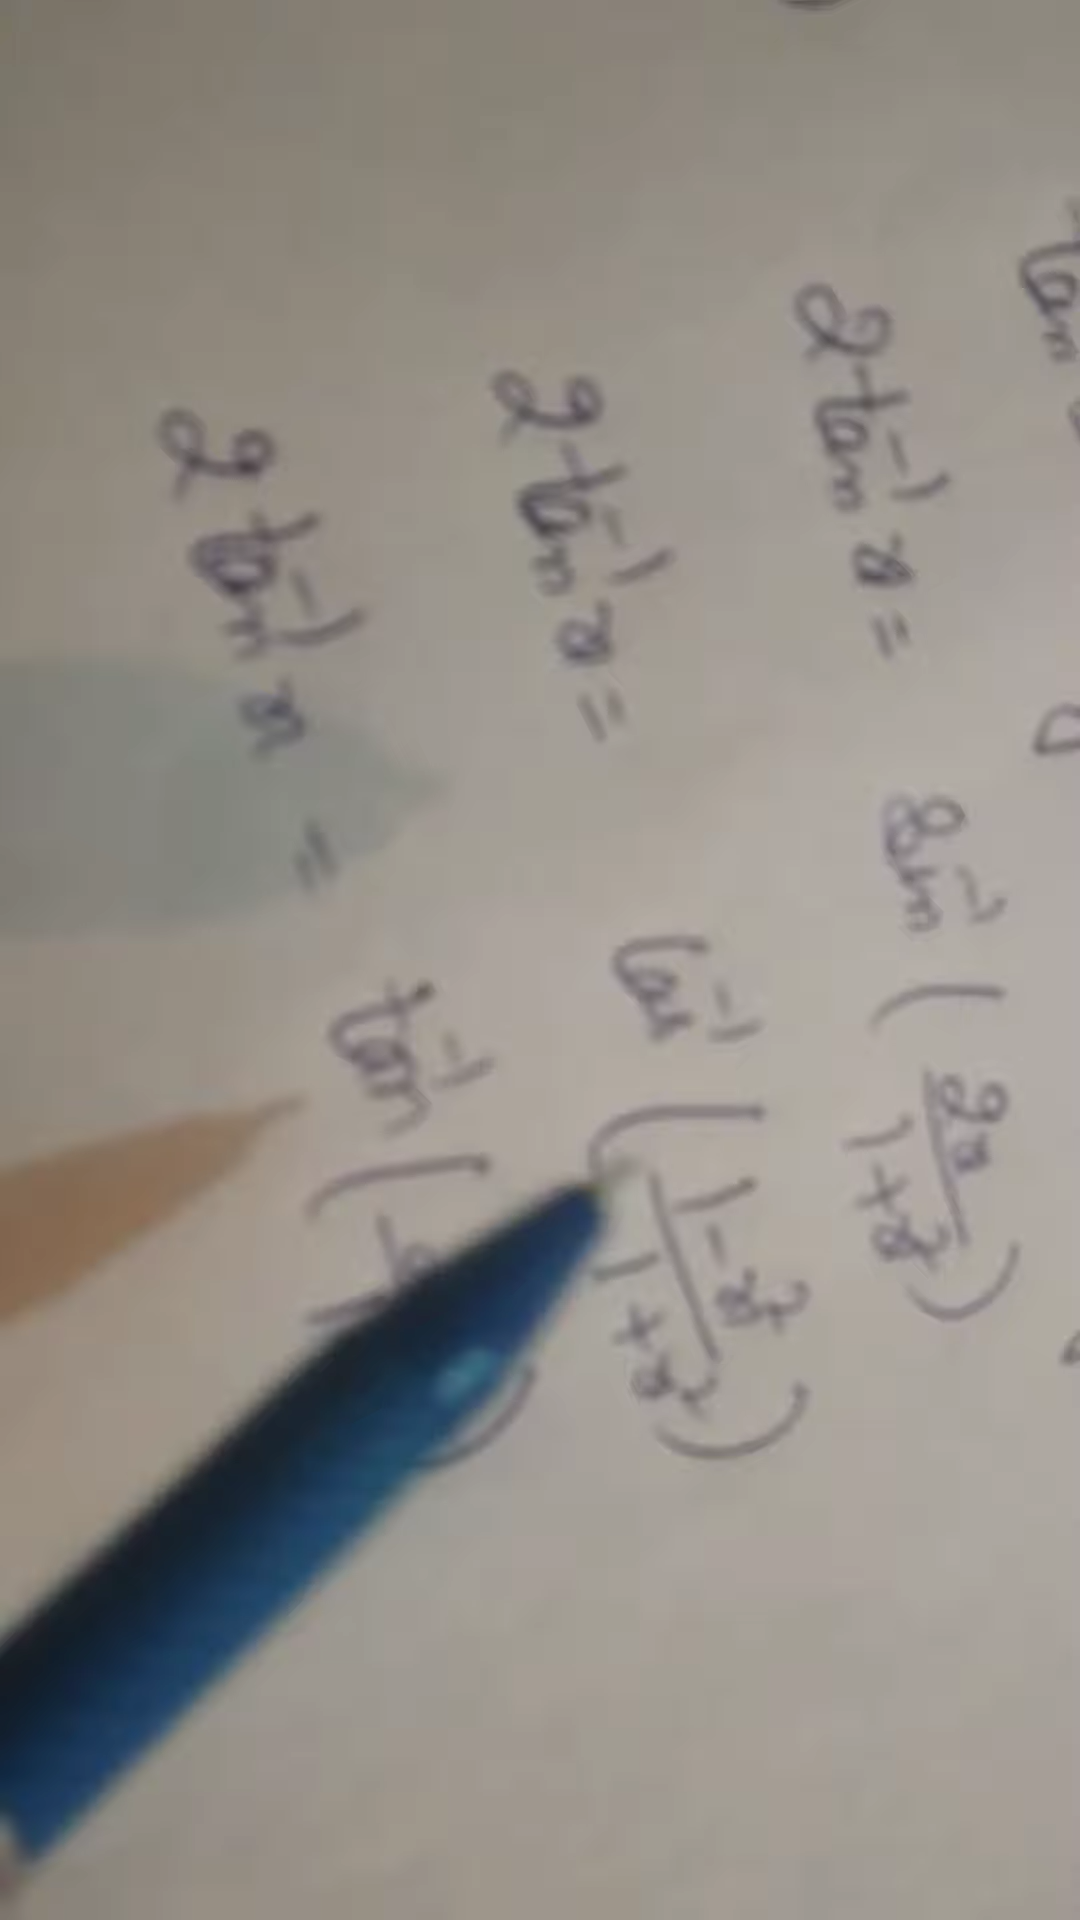 tan
2tan⁻¹x = sin⁻¹(2x/1+x²)
2tan⁻¹x = cos⁻¹(1-x²/1+x²)
2tan⁻¹x = tan⁻¹(